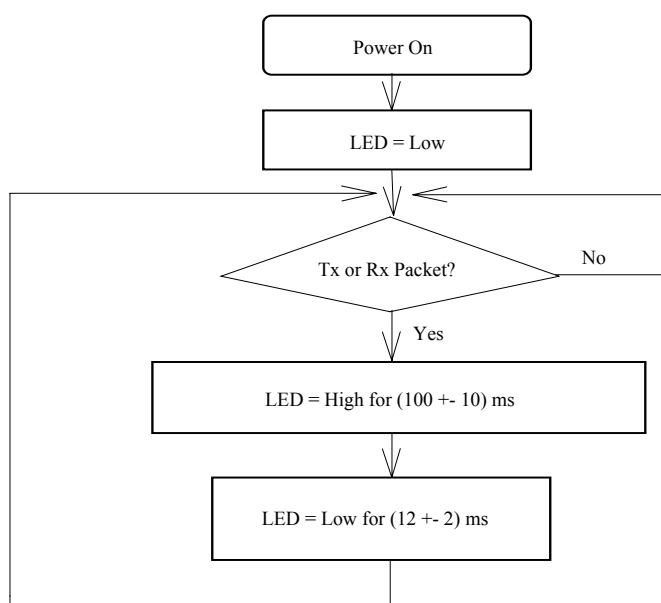 Power On
LED = Low
Tx or Rx Packet?
No
Yes
LED = High for (100 +- 10) ms
LED = Low for (12 +- 2) ms